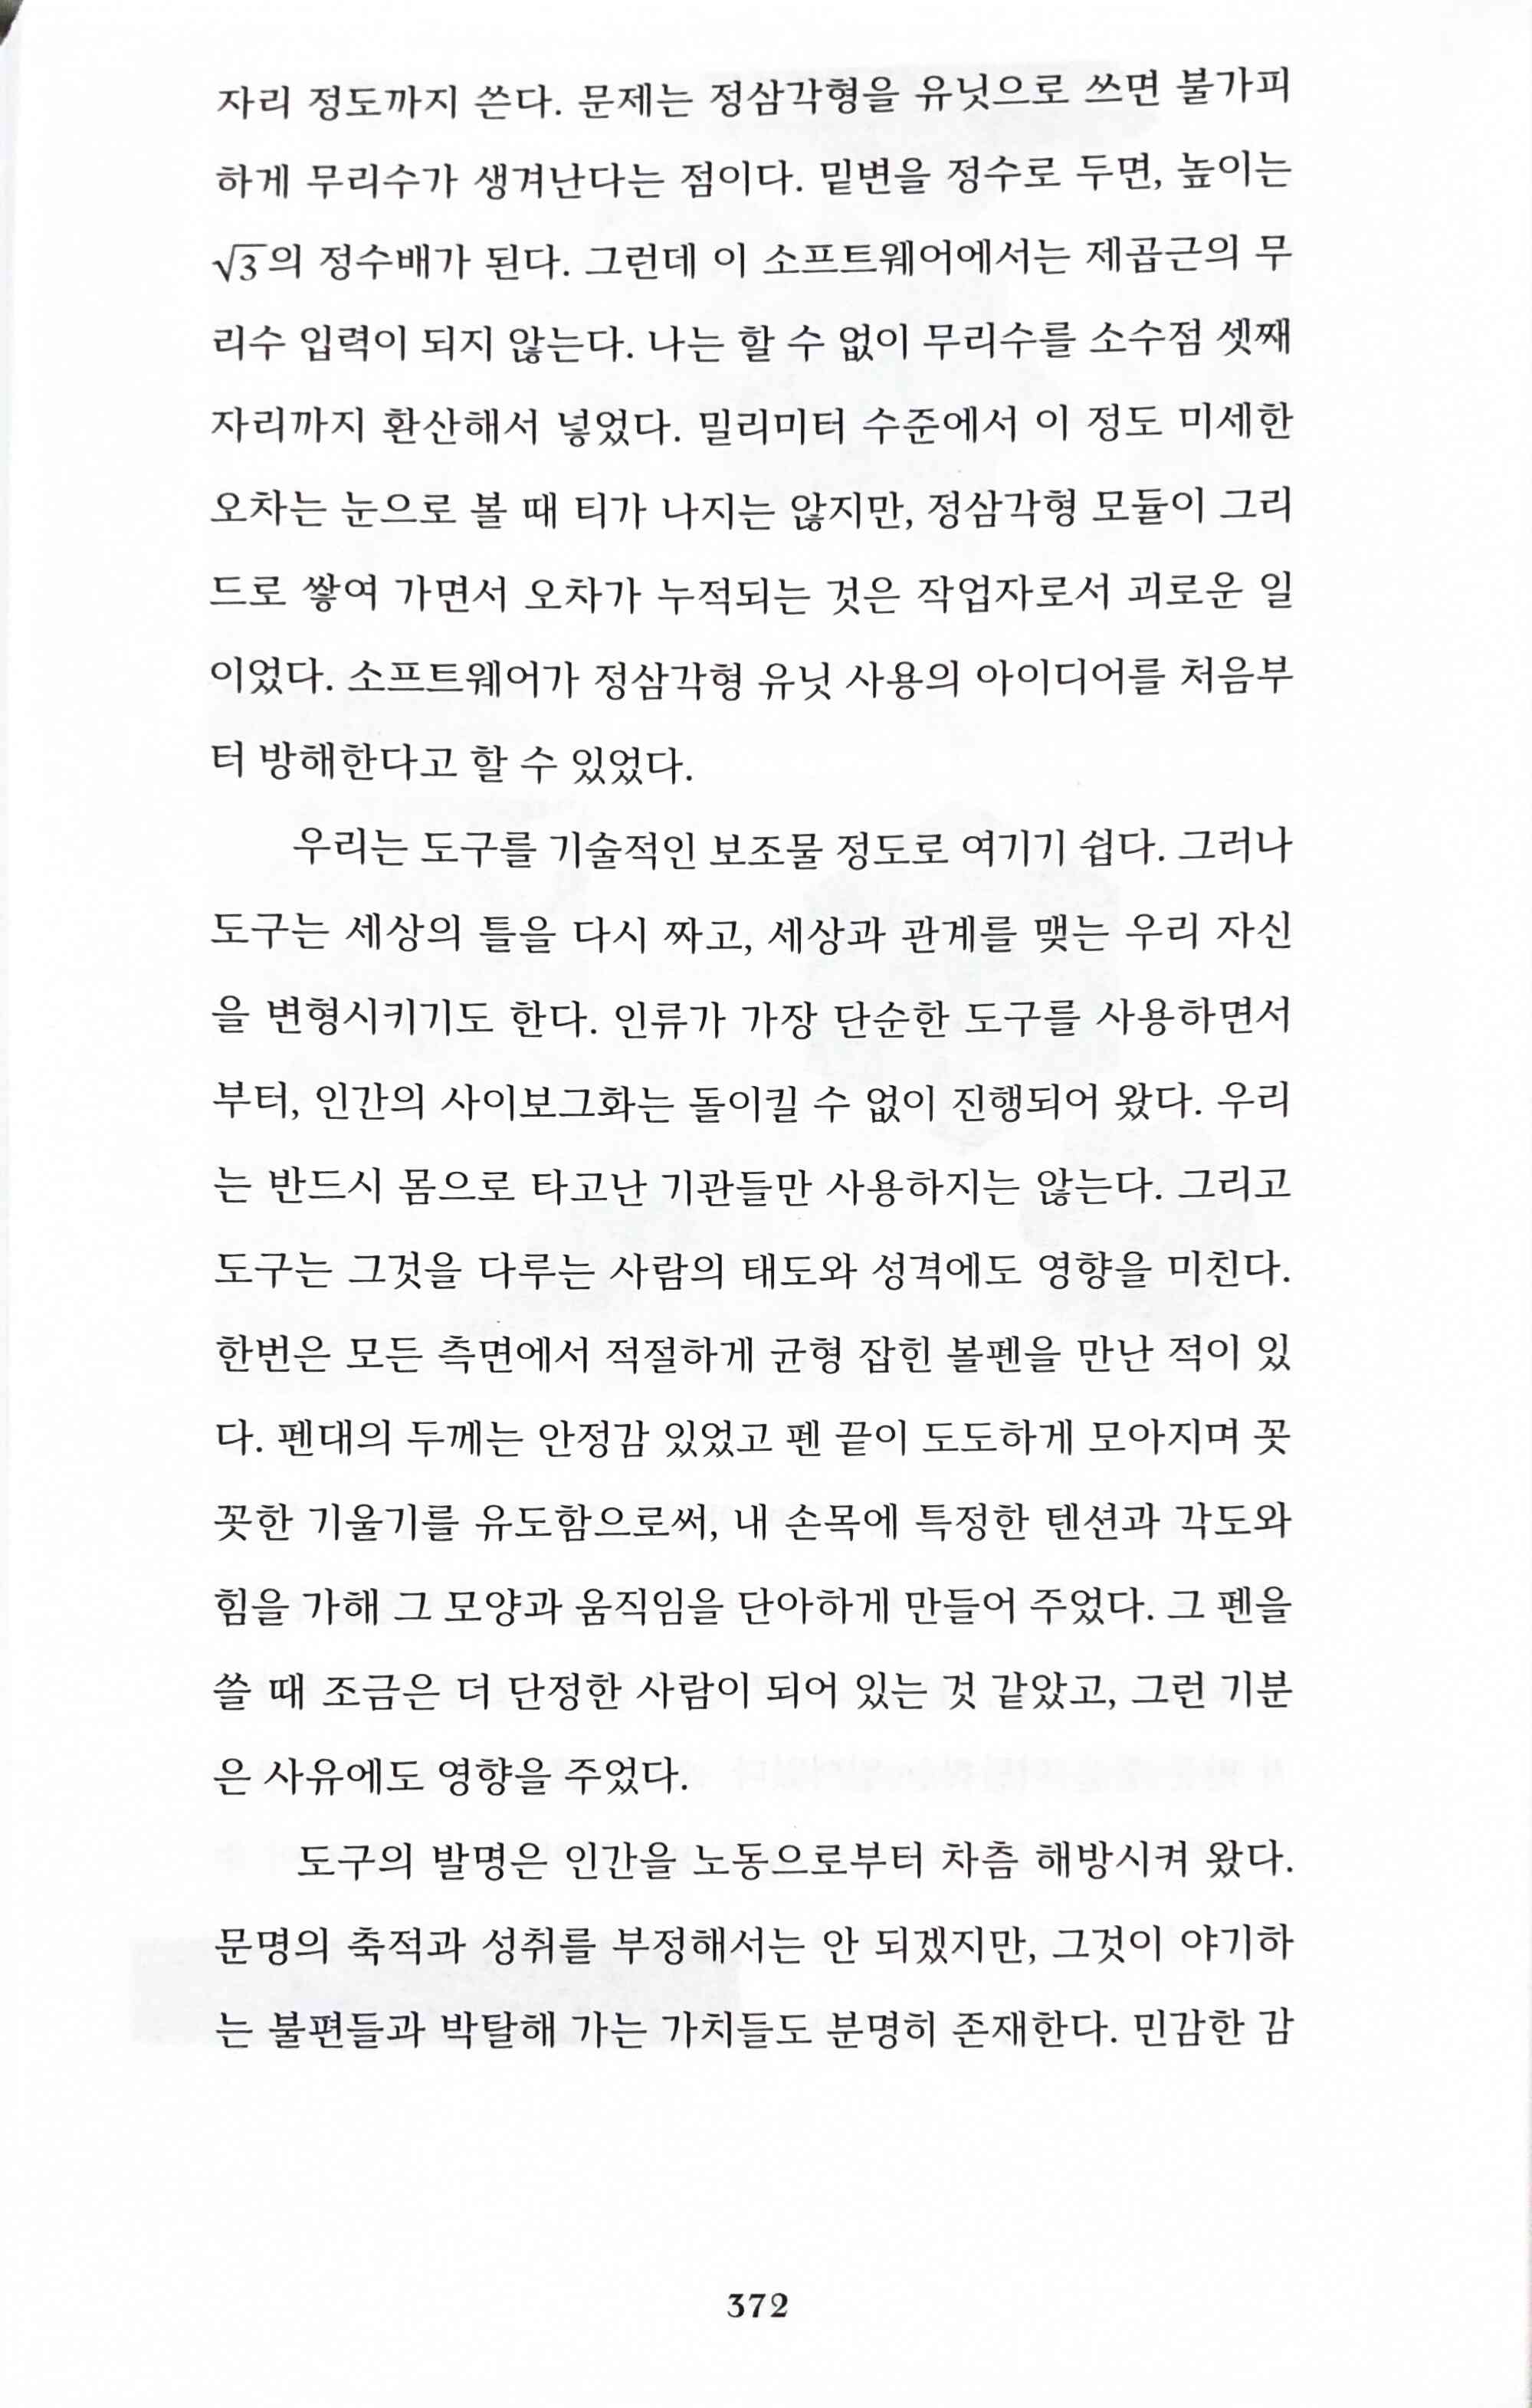 자리 정도까지 쓴다. 문제는 정삼각형을 유닛으로 쓰면 불가피
하게 무리수가 생겨난다는 점이다. 밑변을 정수로 두면, 높이는
√3의 정수배가 된다. 그런데 이 소프트웨어에서는 제곱근의 무
리수 입력이 되지 않는다. 나는 할 수 없이 무리수를 소수점 셋째
자리까지 환산해서 넣었다. 밀리미터 수준에서 이 정도 미세한
오차는 눈으로 볼 때 티가 나지는 않지만, 정삼각형 모듈이 그리
드로 쌓여 가면서 오차가 누적되는 것은 작업자로서 괴로운 일
이었다. 소프트웨어가 정삼각형 유닛 사용의 아이디어를 처음부
터 방해한다고 할 수 있었다.
우리는 도구를 기술적인 보조물 정도로 여기기 쉽다. 그러나
도구는 세상의 틀을 다시 짜고, 세상과 관계를 맺는 우리 자신
을 변형시키기도 한다. 인류가 가장 단순한 도구를 사용하면서
부터, 인간의 사이보그화는 돌이킬 수 없이 진행되어 왔다. 우리
는 반드시 몸으로 타고난 기관들만 사용하지는 않는다. 그리고
도구는 그것을 다루는 사람의 태도와 성격에도 영향을 미친다.
한번은 모든 측면에서 적절하게 균형 잡힌 볼펜을 만난 적이 있
다. 펜대의 두께는 안정감 있었고 펜 끝이 도도하게 모아지며 꼿
꼿한 기울기를 유도함으로써, 내 손목에 특정한 텐션과 각도와
힘을 가해 그 모양과 움직임을 단아하게 만들어 주었다. 그 펜을
쓸 때 조금은 더 단정한 사람이 되어 있는 것 같았고, 그런 기분
은 사유에도 영향을 주었다.
도구의 발명은 인간을 노동으로부터 차츰 해방시켜 왔다.
문명의 축적과 성취를 부정해서는 안 되겠지만, 그것이 야기하
는 불편들과 박탈해 가는 가치들도 분명히 존재한다. 민감한 감
372